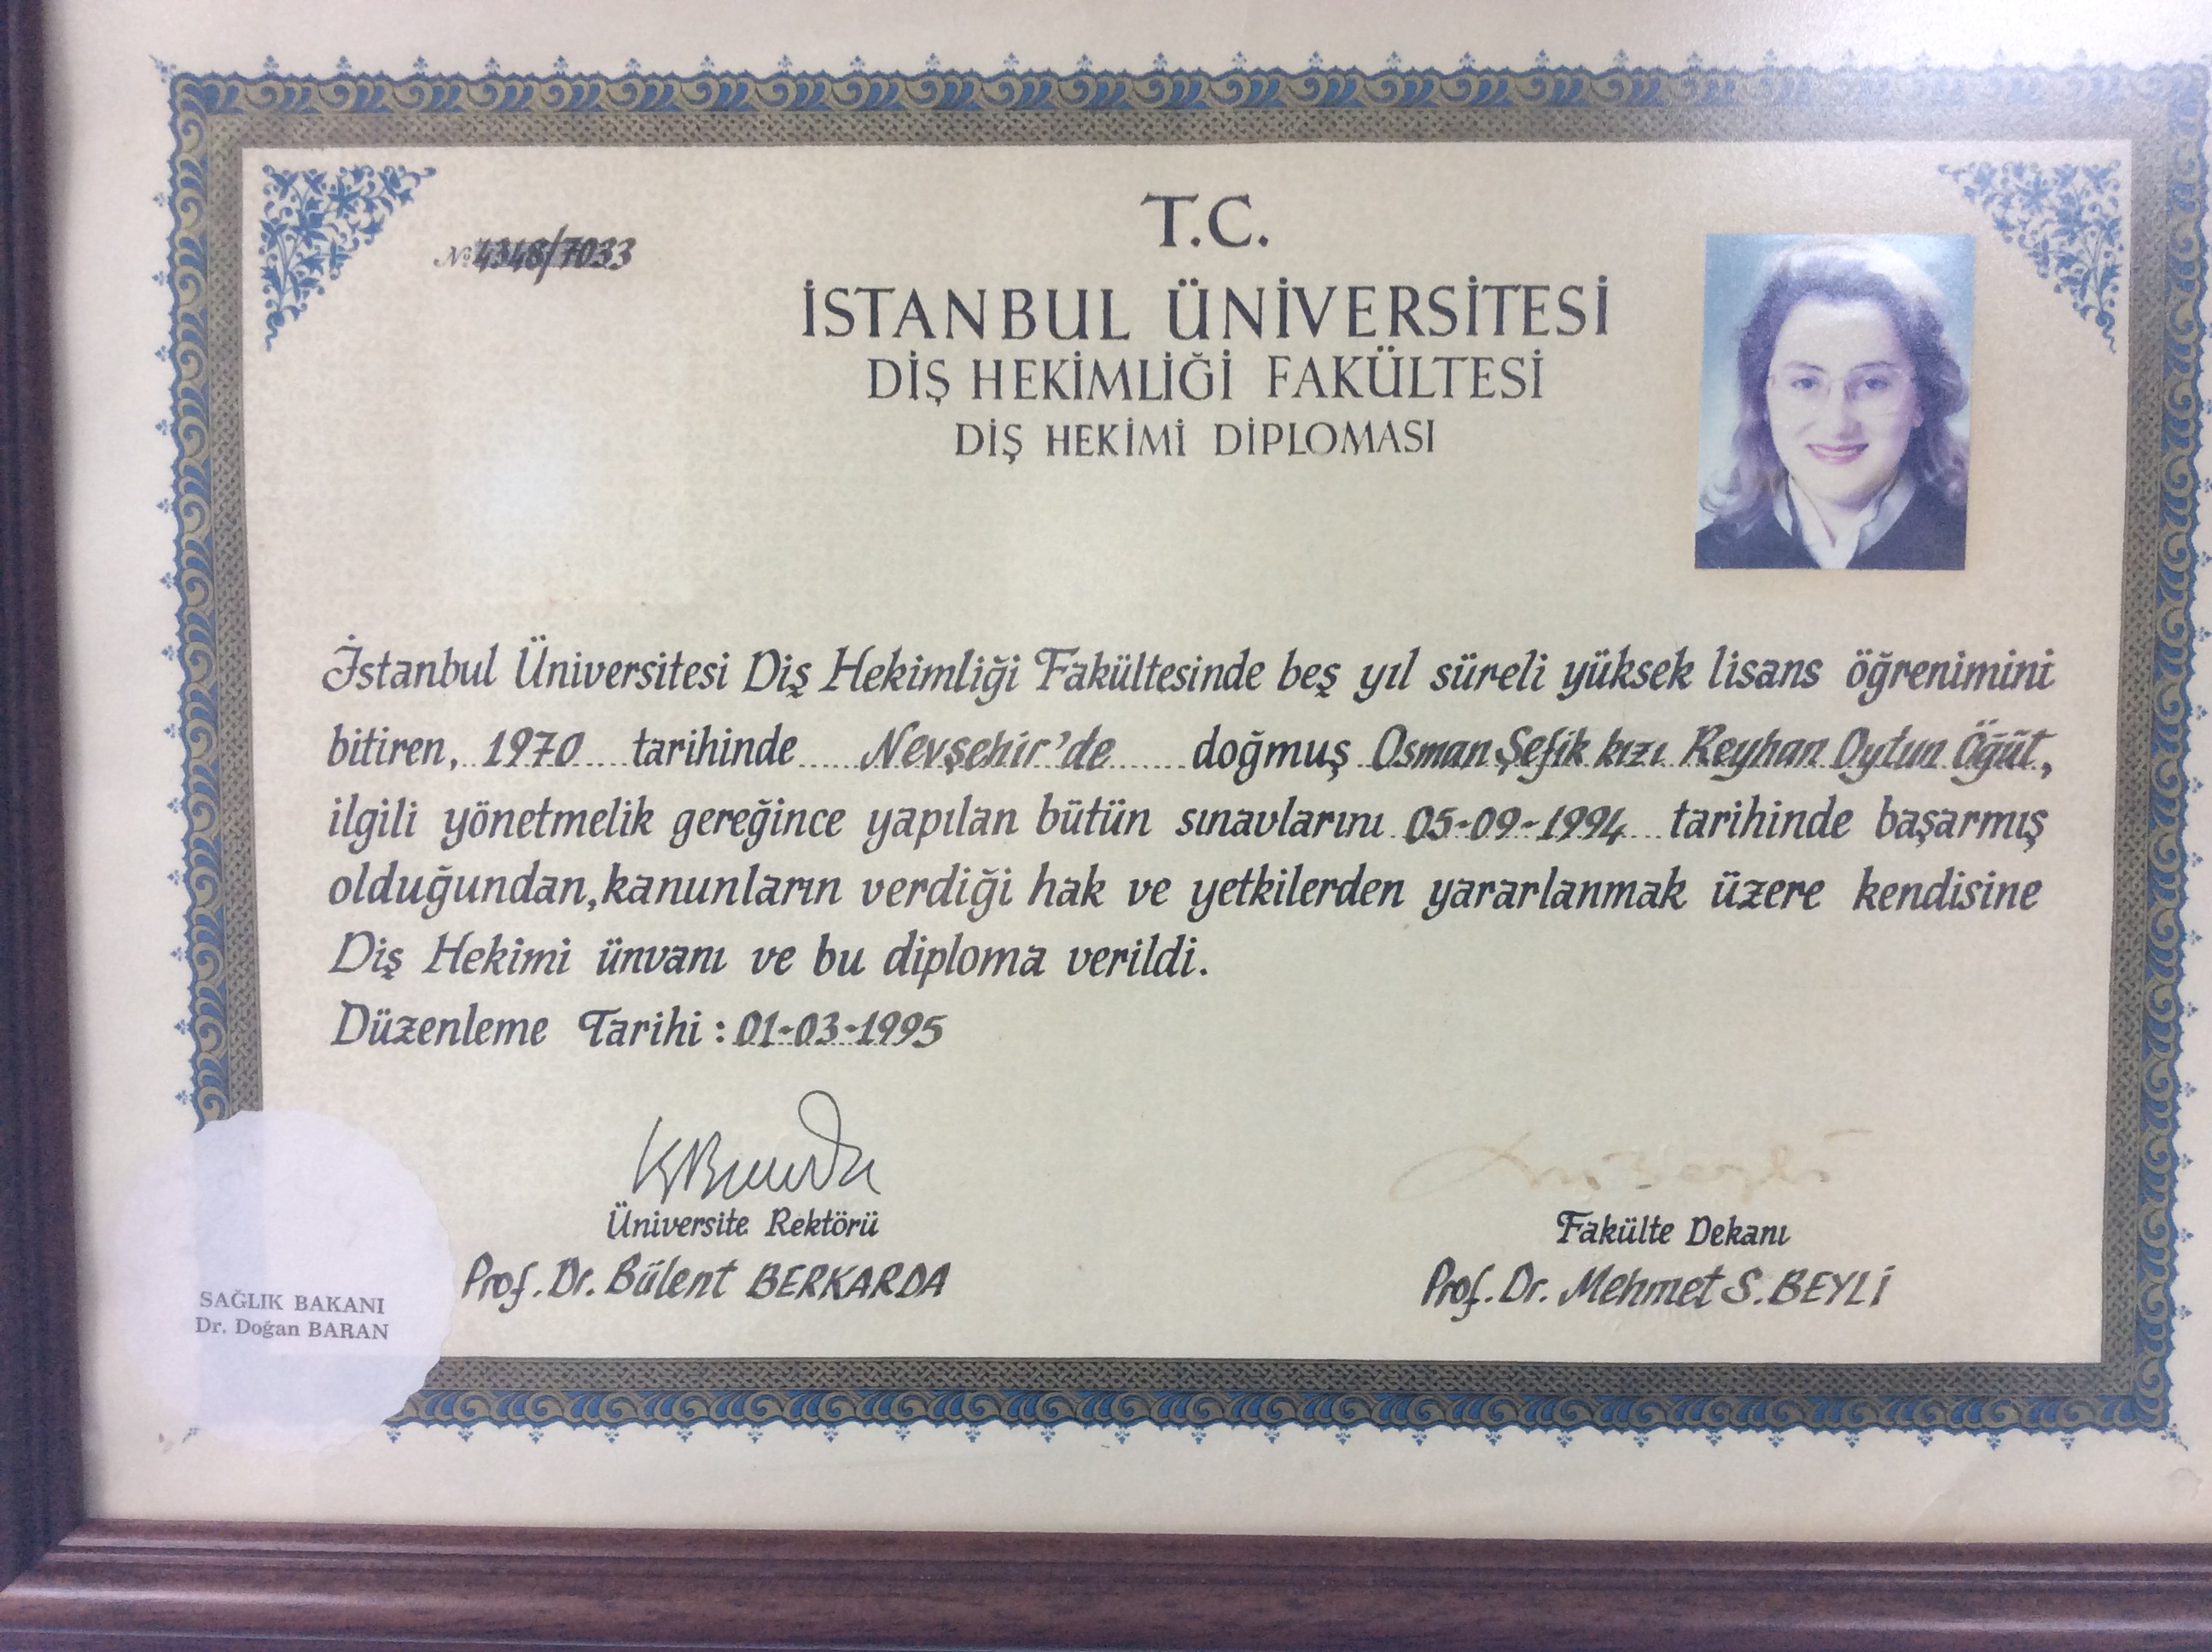 № 4348/7033
T.C.
İSTANBUL ÜNİVERSİTESİ
DİŞ HEKİMLİĞİ FAKÜLTESİ
DİŞ HEKİMİ DİPLOMASI
İstanbul Üniversitesi Diş Hekimliği Fakültesinde beş yıl süreli yüksek lisans öğrenimini
bitiren, 1970 tarihinde Nevşehir'de doğmuş Osman Şefik kızı Reyhan Oytun Öğüt,
ilgili yönetmelik gereğince yapılan bütün sınavlarını 05-09-1994 tarihinde başarmış
olduğundan, kanunların verdiği hak ve yetkilerden yararlanmak üzere kendisine
Diş Hekimi ünvanı ve bu diploma verildi.
Düzenleme Tarihi : 01-03-1995
Üniversite Rektörü
Prof. Dr. Bülent BERKARDA
Fakülte Dekanı
Prof. Dr. Mehmet S. BEYLİ
SAĞLIK BAKANI
Dr. Doğan BARAN